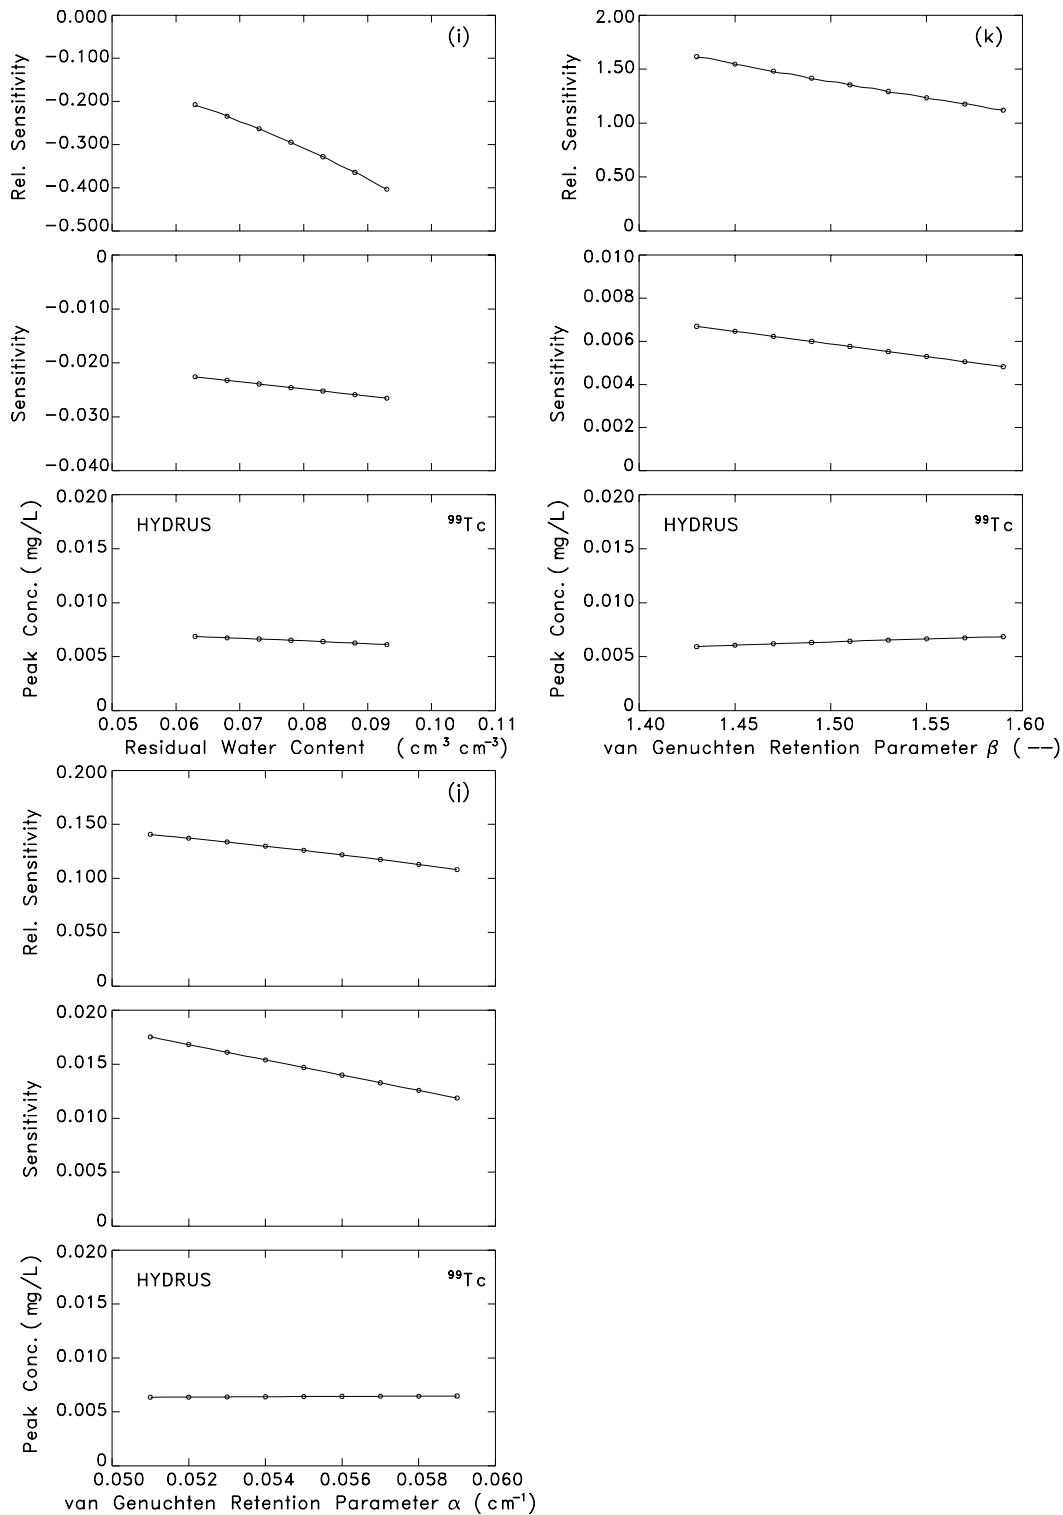 (i)
Rel. Sensitivity
0.000
−0.100
−0.200
−0.300
−0.400
−0.500
Sensitivity
0
−0.010
−0.020
−0.030
−0.040
HYDRUS
⁹⁹Tc
Peak Conc. (mg/L)
0.020
0.015
0.010
0.005
0
0.05 0.06 0.07 0.08 0.09 0.10 0.11
Residual Water Content (cm³ cm⁻³)
(k)
Rel. Sensitivity
2.00
1.50
1.00
0.50
0
Sensitivity
0.010
0.008
0.006
0.004
0.002
0
HYDRUS
⁹⁹Tc
Peak Conc. (mg/L)
0.020
0.015
0.010
0.005
0
1.40 1.45 1.50 1.55 1.60
van Genuchten Retention Parameter β (−−)
(j)
Rel. Sensitivity
0.200
0.150
0.100
0.050
0
Sensitivity
0.020
0.015
0.010
0.005
0
HYDRUS
⁹⁹Tc
Peak Conc. (mg/L)
0.020
0.015
0.010
0.005
0
0.050 0.052 0.054 0.056 0.058 0.060
van Genuchten Retention Parameter α (cm⁻¹)